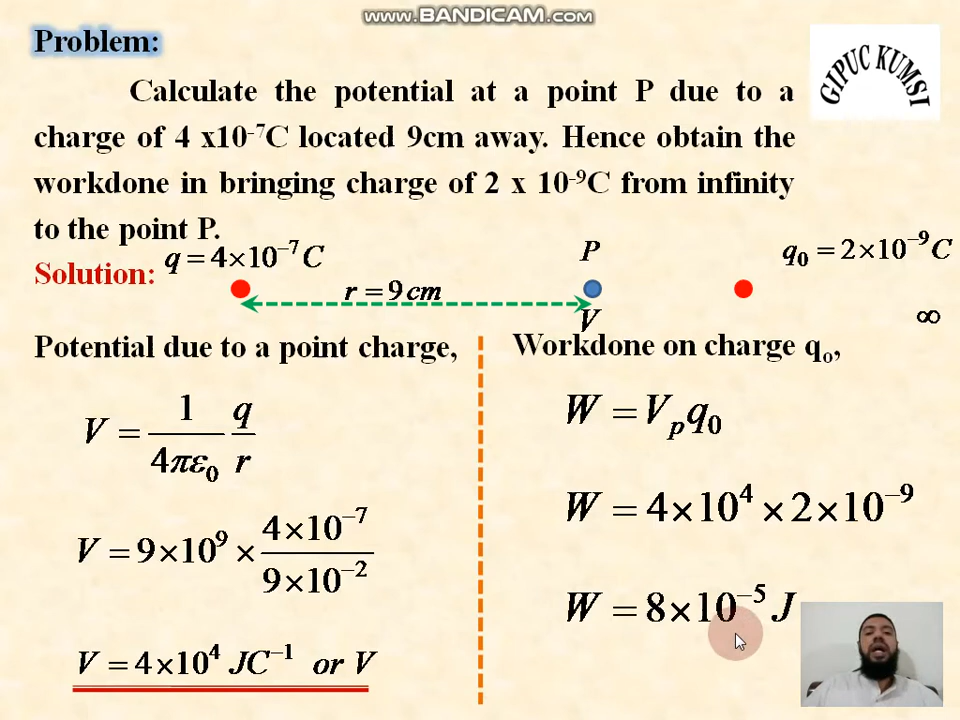 www.BANDICAM.com
Problem:
GIPUC KUMSI
Calculate the potential at a point P due to a
charge of 4 x10⁻⁷C located 9cm away. Hence obtain the
workdone in bringing charge of 2 x 10⁻⁹C from infinity
to the point P.
Solution:
q = 4×10⁻⁷ C
P
q₀ = 2×10⁻⁹ C
r = 9 cm
V
∞
Potential due to a point charge,
V = 1/(4πε₀) q/r
V = 9×10⁹ × (4×10⁻⁷)/(9×10⁻²)
V = 4×10⁴ JC⁻¹ or V
Workdone on charge qₒ,
W = Vₚq₀
W = 4×10⁴ × 2×10⁻⁹
W = 8×10⁻⁵ J